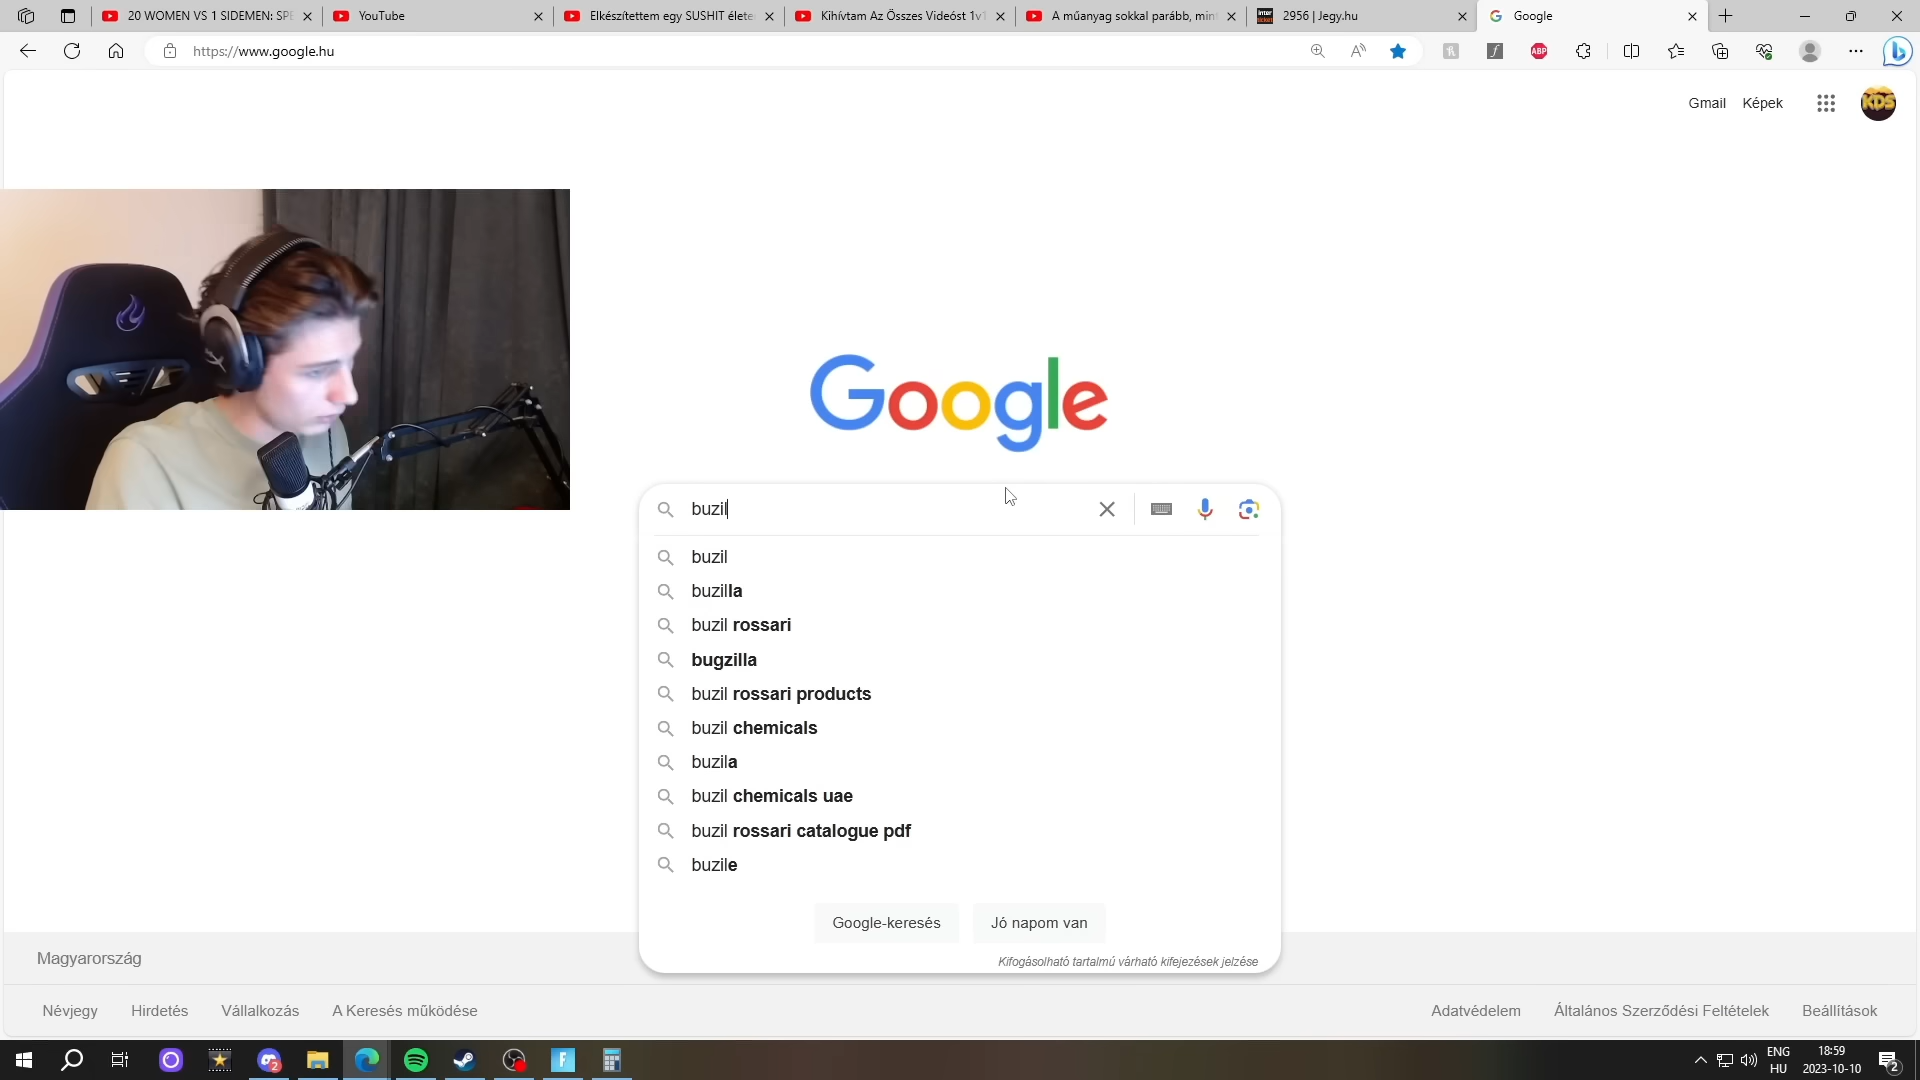 20 WOMEN VS 1 SIDEMEN: SPE
YouTube
Elkészítettem egy SUSHIT élete
Kihívtam Az Összes Videóst 1v1
A műanyag sokkal parább, mint
2956 | Jegy.hu
Google
https://www.google.hu
ABP
Gmail
Képek
KDS
Google
buzil
buzil
buzilla
buzil rossari
bugzilla
buzil rossari products
buzil chemicals
buzila
buzil chemicals uae
buzil rossari catalogue pdf
buzile
Google-keresés
Jó napom van
Kifogásolható tartalmú várható kifejezések jelzése
Magyarország
Névjegy
Hirdetés
Vállalkozás
A Keresés működése
Adatvédelem
Általános Szerződési Feltételek
Beállítások
ENG
HU
18:59
2023-10-10
2